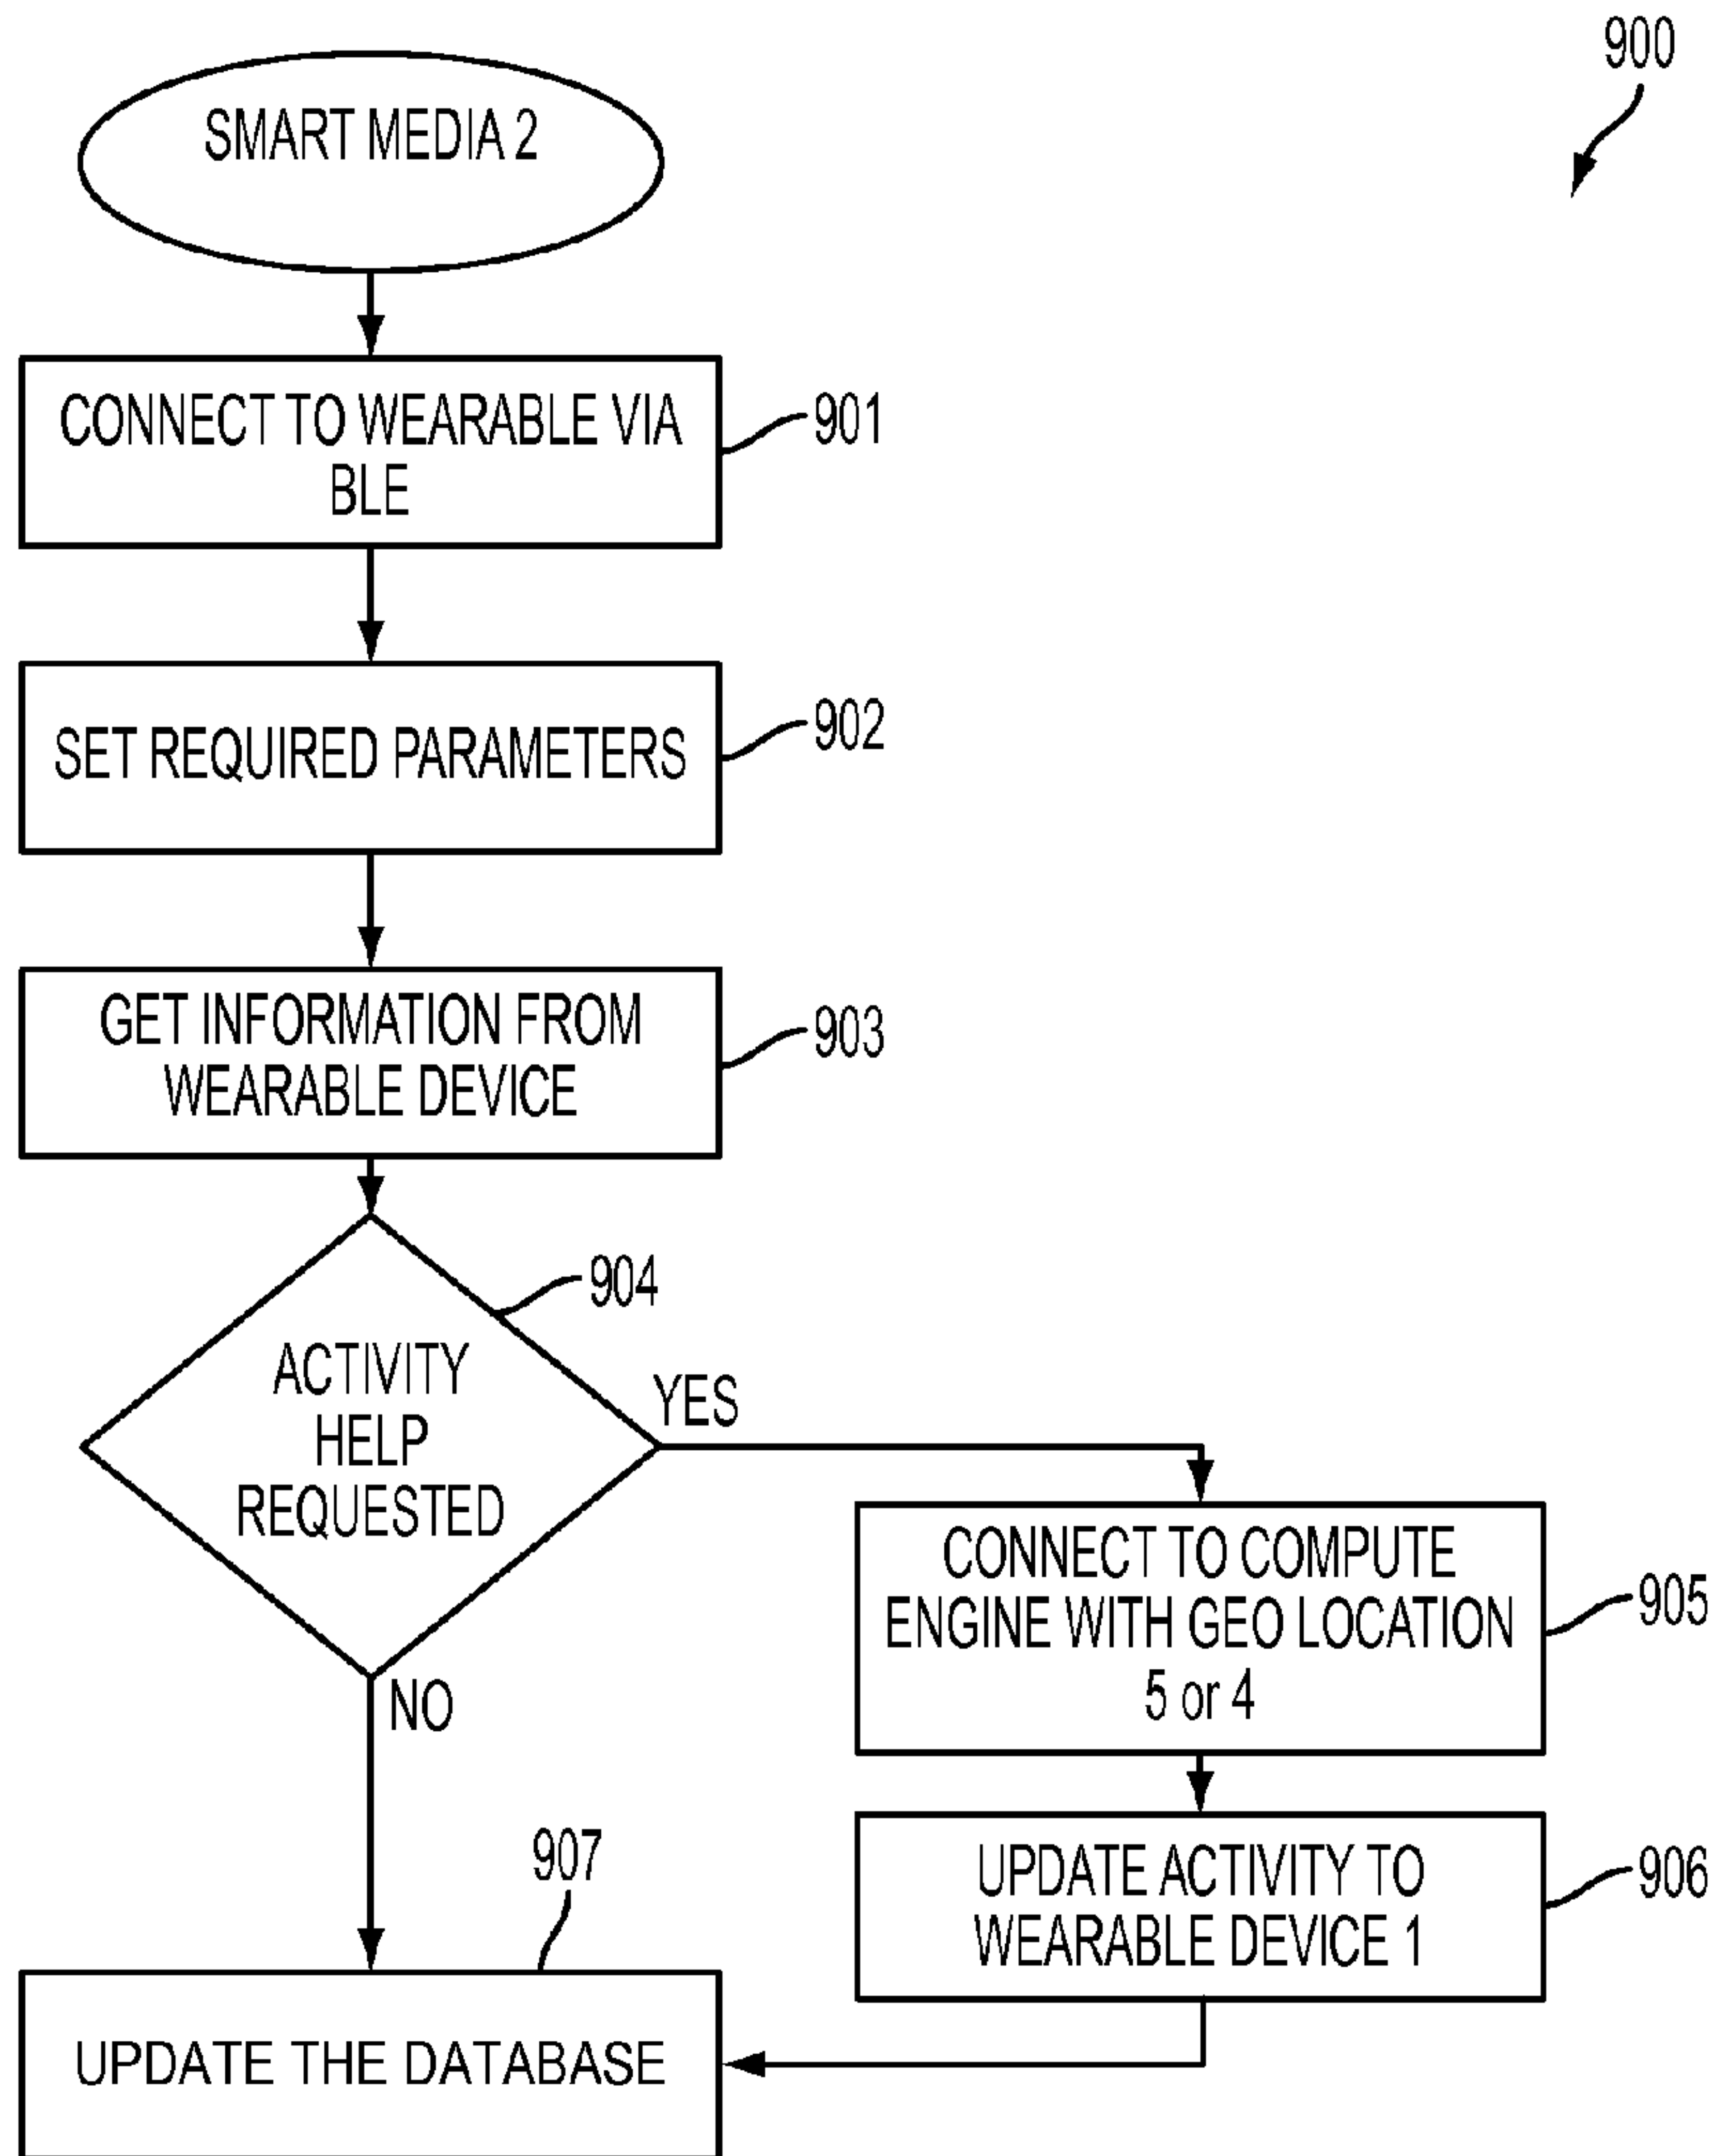 900
SMART MEDIA 2
CONNECT TO WEARABLE VIA
BLE
901
SET REQUIRED PARAMETERS
902
GET INFORMATION FROM
WEARABLE DEVICE
903
904
ACTIVITY
HELP
REQUESTED
YES
NO
CONNECT TO COMPUTE
ENGINE WITH GEO LOCATION
5 or 4
905
UPDATE ACTIVITY TO
WEARABLE DEVICE 1
906
907
UPDATE THE DATABASE